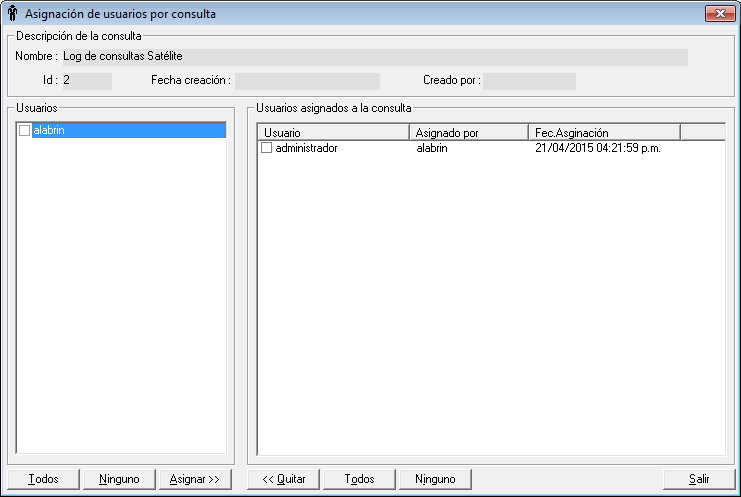 Asignación de usuarios por consulta
Descripción de la consulta
Nombre : Log de consultas Satélite
Id : 2 Fecha creación : Creado por :
Usuarios
alabrin
Usuarios asignados a la consulta
Usuario Asignado por Fec.Asginación
administrador alabrin 21/04/2015 04:21:59 p.m.
Todos Ninguno Asignar >> << Quitar Todos Ninguno Salir